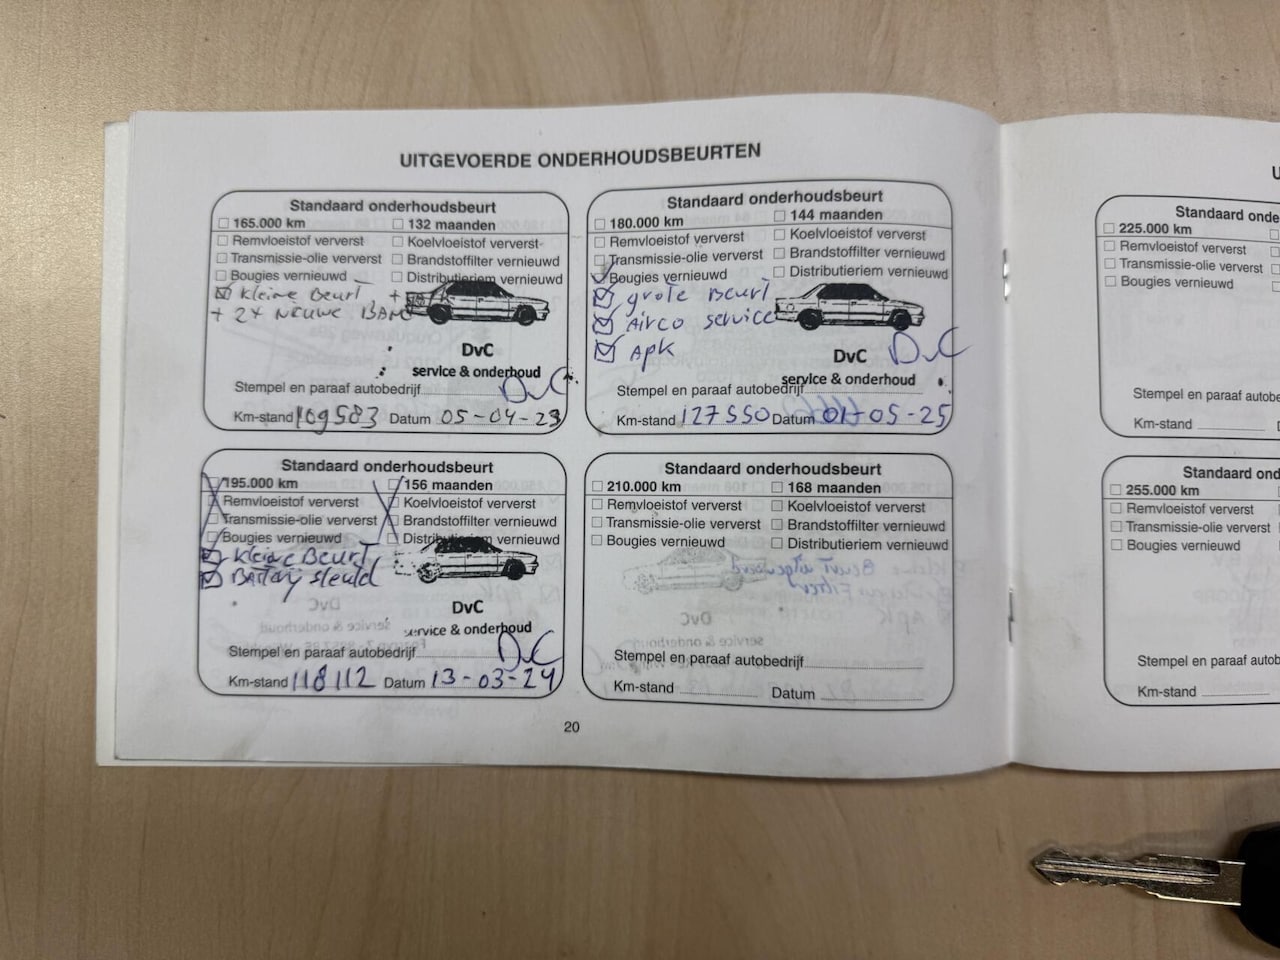 UITGEVOERDE ONDERHOUDSBEURTEN
Standaard onderhoudsbeurt
165.000 km 132 maanden
Remvloeistof ververst Koelvloeistof ververst
Transmissie-olie ververst Brandstoffilter vernieuwd
Bougies vernieuwd Distributieriem vernieuwd
Kleine Beurt +
+ 2x Nieuwe BAND
DvC
service & onderhoud
Stempel en paraaf autobedrijf DvC
Km-stand 109583 Datum 05-04-23
Standaard onderhoudsbeurt
180.000 km 144 maanden
Remvloeistof ververst Koelvloeistof ververst
Transmissie-olie ververst Brandstoffilter vernieuwd
Bougies vernieuwd Distributieriem vernieuwd
grote Beurt
Airco service
Apk
DvC DvC
service & onderhoud
Stempel en paraaf autobedrijf
Km-stand 127550 Datum 01-05-25
Standaard onderhoudsbeurt
195.000 km 156 maanden
Remvloeistof ververst Koelvloeistof ververst
Transmissie-olie ververst Brandstoffilter vernieuwd
Bougies vernieuwd Distributieriem vernieuwd
Kleine Beurt
Battery sleutel
DvC
service & onderhoud
Stempel en paraaf autobedrijf DvC
Km-stand 118112 Datum 13-03-24
Standaard onderhoudsbeurt
210.000 km 168 maanden
Remvloeistof ververst Koelvloeistof ververst
Transmissie-olie ververst Brandstoffilter vernieuwd
Bougies vernieuwd Distributieriem vernieuwd
Stempel en paraaf autobedrijf
Km-stand Datum
20
U
Standaard onde
225.000 km
Remvloeistof ververst
Transmissie-olie ververst
Bougies vernieuwd
Stempel en paraaf autobe
Km-stand
Standaard ond
255.000 km
Remvloeistof ververst
Transmissie-olie ververst
Bougies vernieuwd
Stempel en paraaf autob
Km-stand